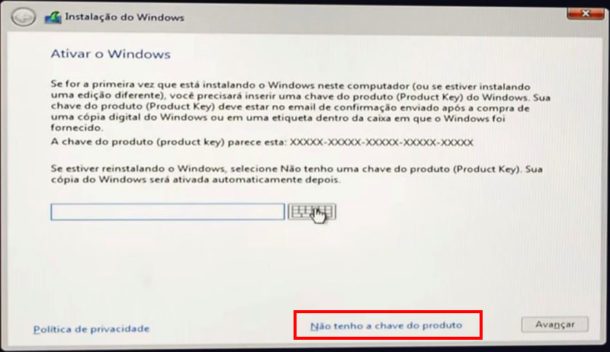 Instalação do Windows
Ativar o Windows
Se for a primeira vez que está instalando o Windows neste computador (ou se estiver instalando
uma edição diferente), você precisará inserir uma chave do produto (Product Key) do Windows. Sua
chave do produto (Product Key) deve estar no email de confirmação enviado após a compra de
uma cópia digital do Windows ou em uma etiqueta dentro da caixa em que o Windows foi
fornecido.
A chave do produto (product key) parece esta: XXXXX-XXXXX-XXXXX-XXXXX-XXXXX
Se estiver reinstalando o Windows, selecione Não tenho uma chave do produto (Product Key). Sua
cópia do Windows será ativada automaticamente depois.
Política de privacidade
Não tenho a chave do produto
Avançar